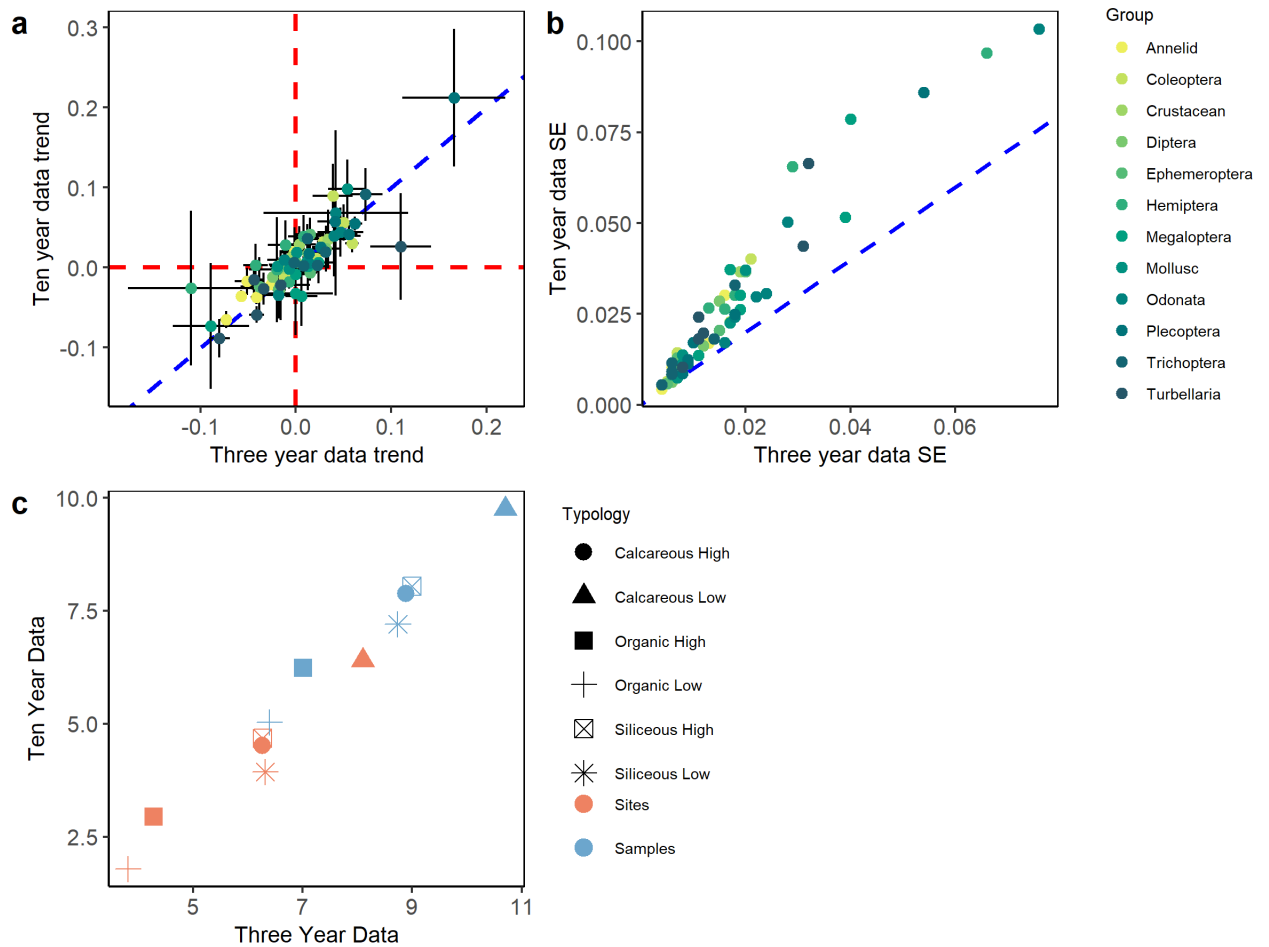 a
0.3
0.2
0.1
0.0
-0.1
Ten year data trend
-0.1
0.0
0.1
0.2
Three year data trend
b
0.100
0.075
0.050
0.025
0.000
Ten year data SE
0.02
0.04
0.06
Three year data SE
Group
Annelid
Coleoptera
Crustacean
Diptera
Ephemeroptera
Hemiptera
Megaloptera
Mollusc
Odonata
Plecoptera
Trichoptera
Turbellaria
c
10.0
7.5
5.0
2.5
Ten Year Data
5
7
9
11
Three Year Data
Typology
Calcareous High
Calcareous Low
Organic High
Organic Low
Siliceous High
Siliceous Low
Sites
Samples